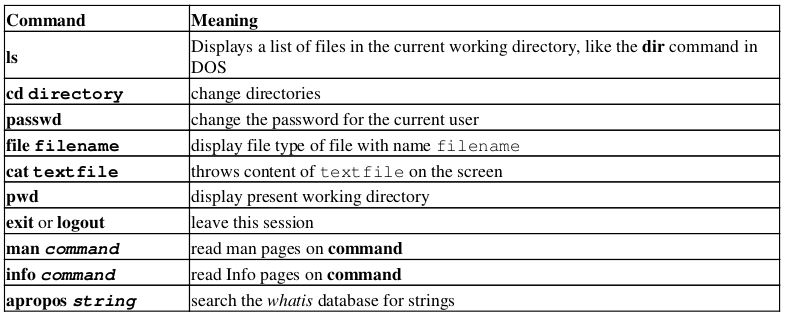 Command Meaning
ls Displays a list of files in the current working directory, like the dir command in
DOS
cd directory change directories
passwd change the password for the current user
file filename display file type of file with name filename
cat textfile throws content of textfile on the screen
pwd display present working directory
exit or logout leave this session
man command read man pages on command
info command read Info pages on command
apropos string search the whatis database for strings